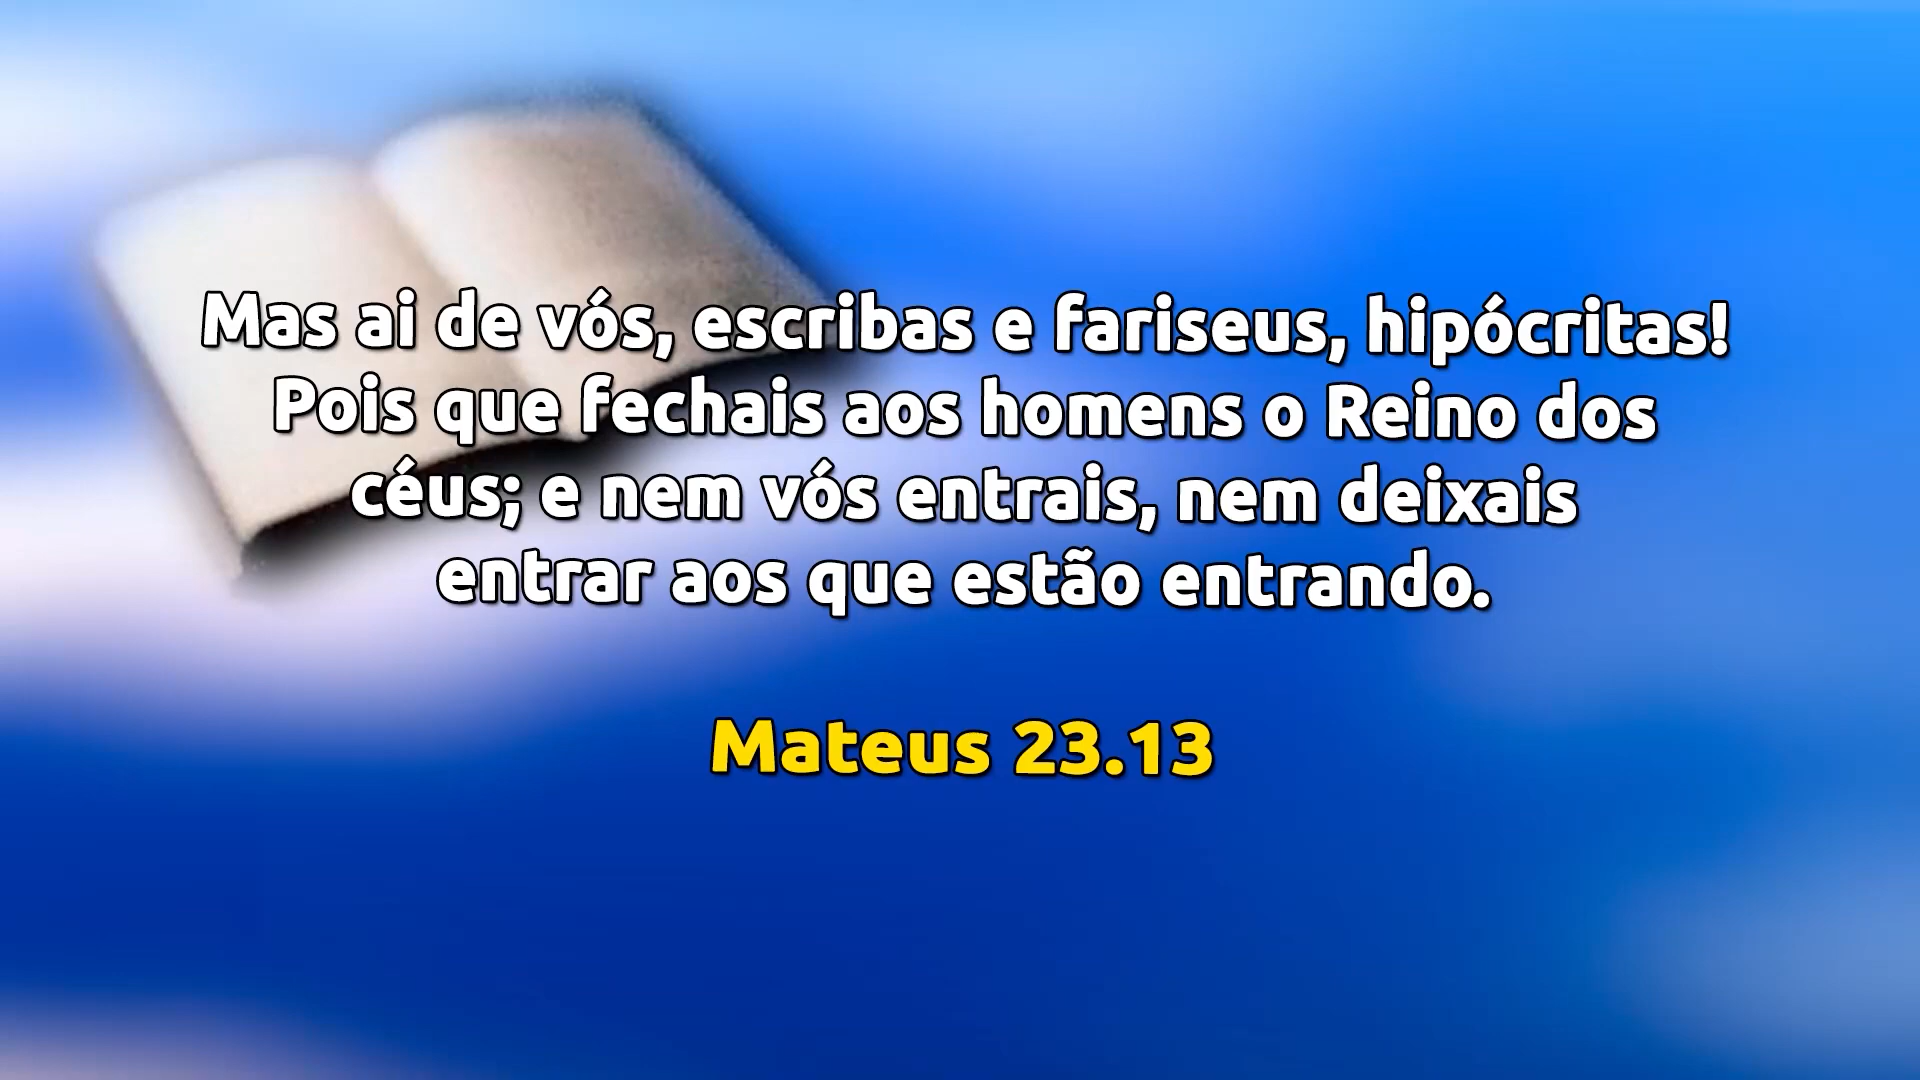 Mas ai de vós, escribas e fariseus, hipócritas!
Pois que fechais aos homens o Reino dos
céus; e nem vós entrais, nem deixais
entrar aos que estão entrando.
Mateus 23.13